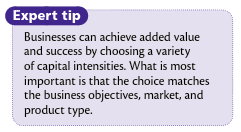 Expert tip
Businesses can achieve added value
and success by choosing a variety
of capital intensities. What is most
important is that the choice matches
the business objectives, market, and
product type.